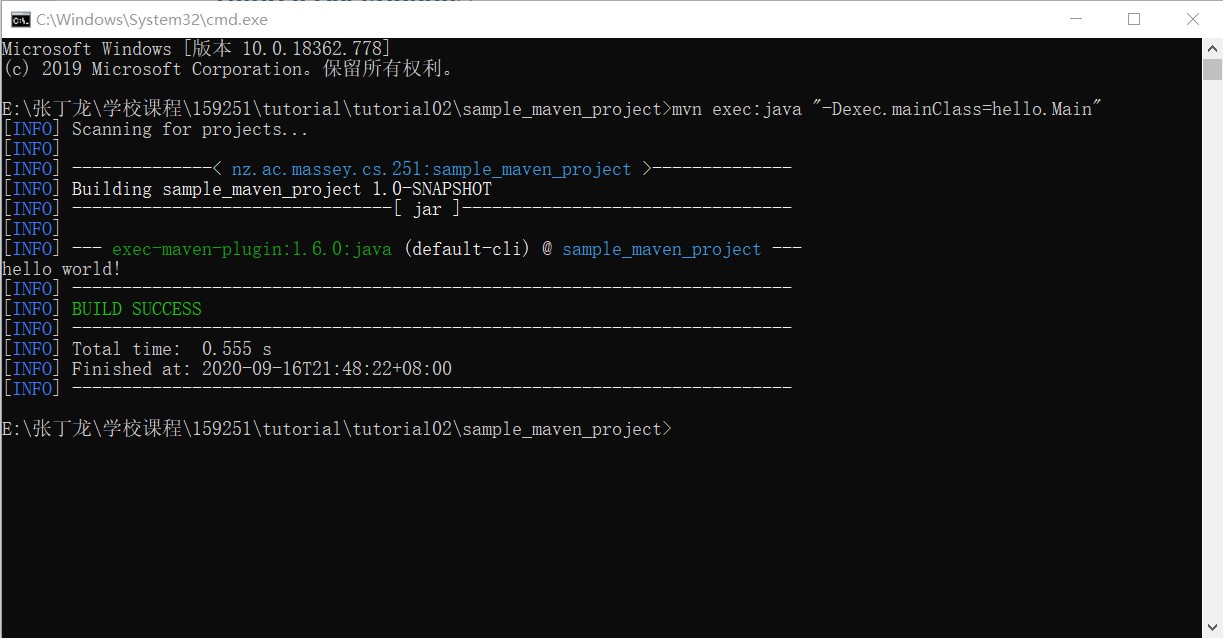 C:\Windows\System32\cmd.exe
Microsoft Windows [版本 10.0.18362.778]
(c) 2019 Microsoft Corporation。保留所有权利。
E:\张丁龙\学校课程\159251\tutorial\tutorial02\sample_maven_project>mvn exec:java "-Dexec.mainClass=hello.Main"
[INFO] Scanning for projects...
[INFO]
[INFO] --------------< nz.ac.massey.cs.251:sample_maven_project >--------------
[INFO] Building sample_maven_project 1.0-SNAPSHOT
[INFO] --------------------------------[ jar ]---------------------------------
[INFO]
[INFO] --- exec-maven-plugin:1.6.0:java (default-cli) @ sample_maven_project ---
hello world!
[INFO] ------------------------------------------------------------------------
[INFO] BUILD SUCCESS
[INFO] ------------------------------------------------------------------------
[INFO] Total time:  0.555 s
[INFO] Finished at: 2020-09-16T21:48:22+08:00
[INFO] ------------------------------------------------------------------------
E:\张丁龙\学校课程\159251\tutorial\tutorial02\sample_maven_project>